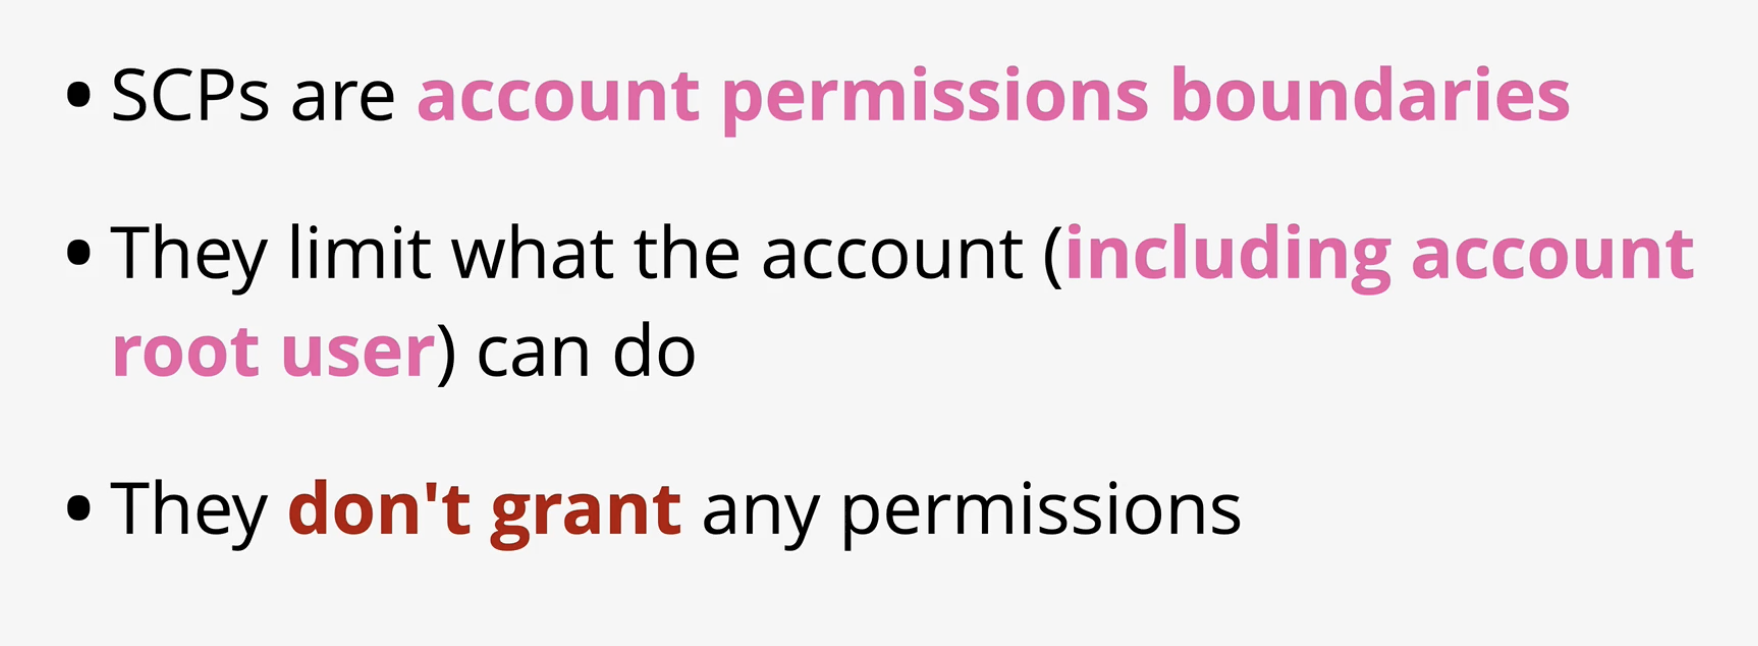 • SCPs are account permissions boundaries
• They limit what the account (including account
root user) can do
• They don't grant any permissions